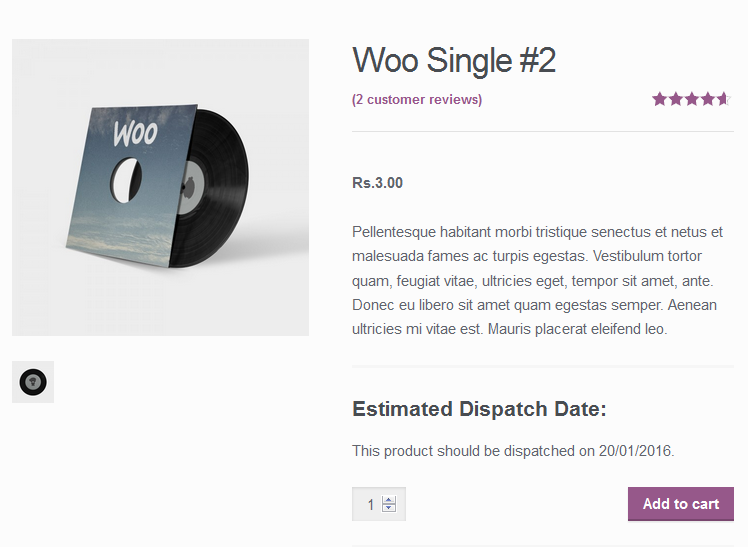 Woo Single #2
(2 customer reviews)
WOO
Rs.3.00
Pellentesque habitant morbi tristique senectus et netus et
malesuada fames ac turpis egestas. Vestibulum tortor
quam, feugiat vitae, ultricies eget, tempor sit amet, ante.
Donec eu libero sit amet quam egestas semper. Aenean
ultricies mi vitae est. Mauris placerat eleifend leo.
Estimated Dispatch Date:
This product should be dispatched on 20/01/2016.
1
Add to cart